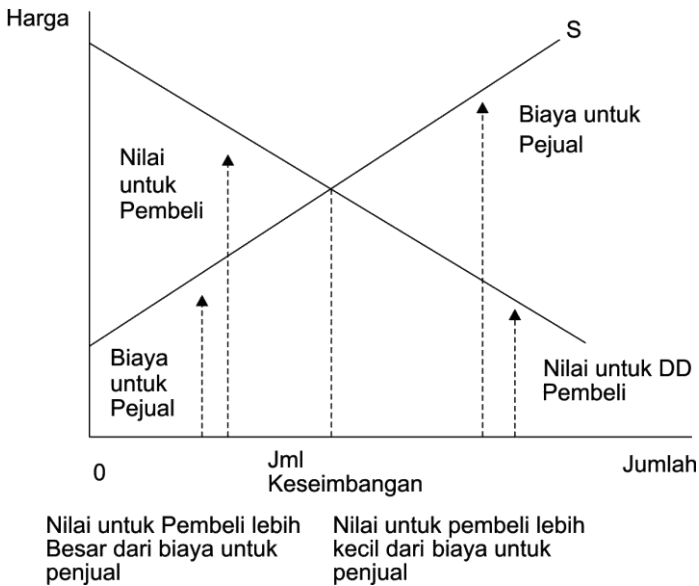 Harga
S
Biaya untuk
Pejual
Nilai
untuk
Pembeli
Biaya
untuk
Pejual
Nilai untuk DD
Pembeli
0
Jml
Keseimbangan
Jumlah
Nilai untuk Pembeli lebih
Besar dari biaya untuk
penjual
Nilai untuk pembeli lebih
kecil dari biaya untuk
penjual